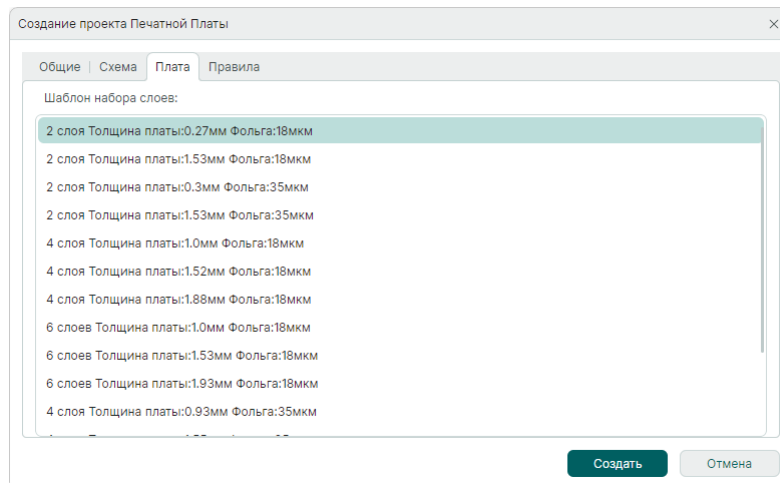 Создание проекта Печатной Платы
Общие Схема Плата Правила
Шаблон набора слоев:
2 слоя Толщина платы:0.27мм Фольга:18мкм
2 слоя Толщина платы:1.53мм Фольга:18мкм
2 слоя Толщина платы:0.3мм Фольга:35мкм
2 слоя Толщина платы:1.53мм Фольга:35мкм
4 слоя Толщина платы:1.0мм Фольга:18мкм
4 слоя Толщина платы:1.52мм Фольга:18мкм
4 слоя Толщина платы:1.88мм Фольга:18мкм
6 слоев Толщина платы:1.0мм Фольга:18мкм
6 слоев Толщина платы:1.53мм Фольга:18мкм
6 слоев Толщина платы:1.93мм Фольга:18мкм
4 слоя Толщина платы:0.93мм Фольга:35мкм
Создать Отмена